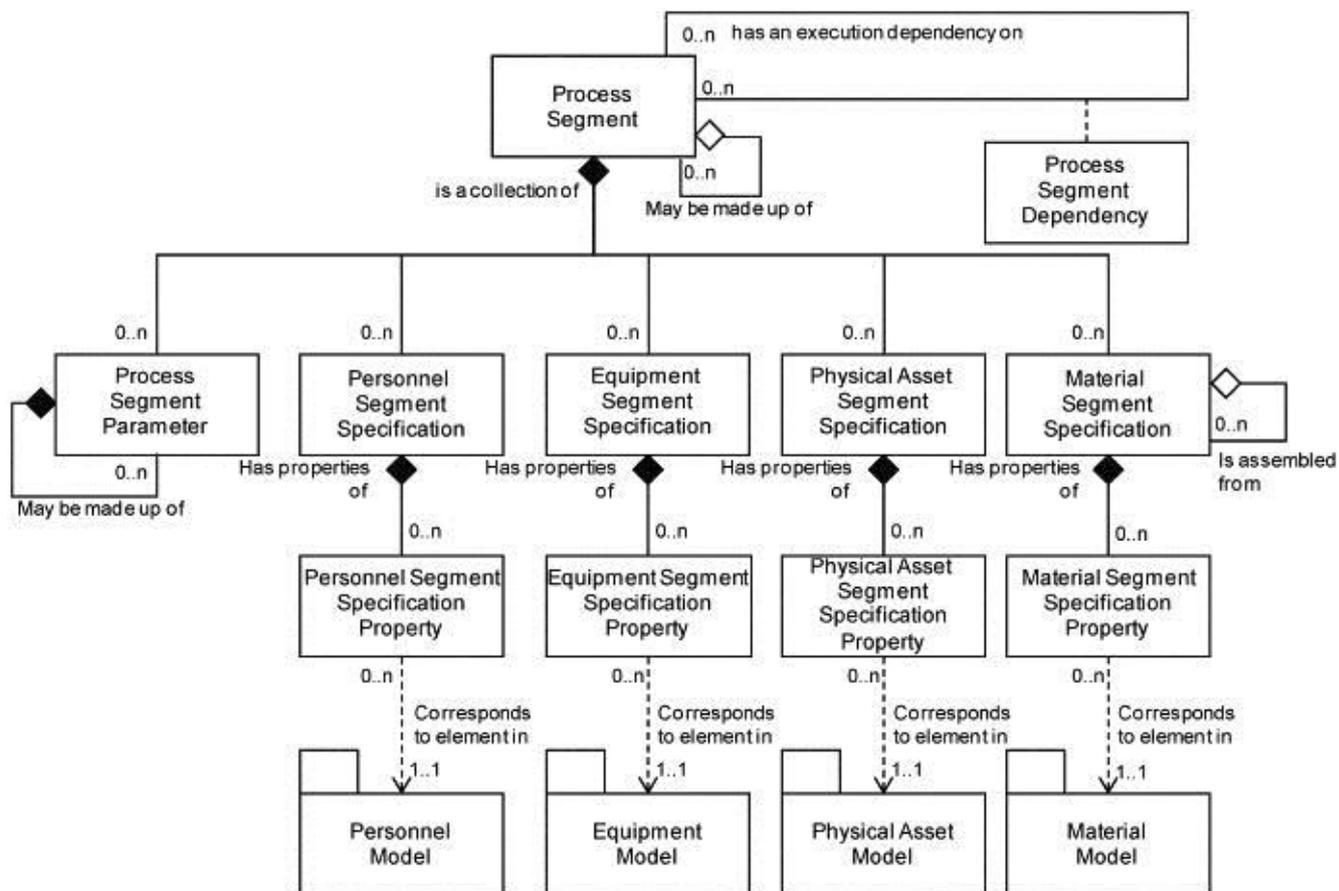 0..n has an execution dependency on
Process
Segment
0..n
0..n
is a collection of
May be made up of
Process
Segment
Dependency
0..n
0..n
0..n
0..n
0..n
Process
Segment
Parameter
Personnel
Segment
Specification
Equipment
Segment
Specification
Physical Asset
Segment
Specification
Material
Segment
Specification
0..n
0..n
May be made up of
Is assembled
from
Has properties
of
Has properties
of
Has properties
of
Has properties
of
0..n
0..n
0..n
0..n
Personnel Segment
Specification
Property
Equipment Segment
Specification
Property
Physical Asset
Segment
Specification
Property
Material Segment
Specification
Property
0..n
0..n
0..n
0..n
Corresponds
to element in
Corresponds
to element in
Corresponds
to element in
Corresponds
to element in
1..1
1..1
1..1
1..1
Personnel
Model
Equipment
Model
Physical Asset
Model
Material
Model